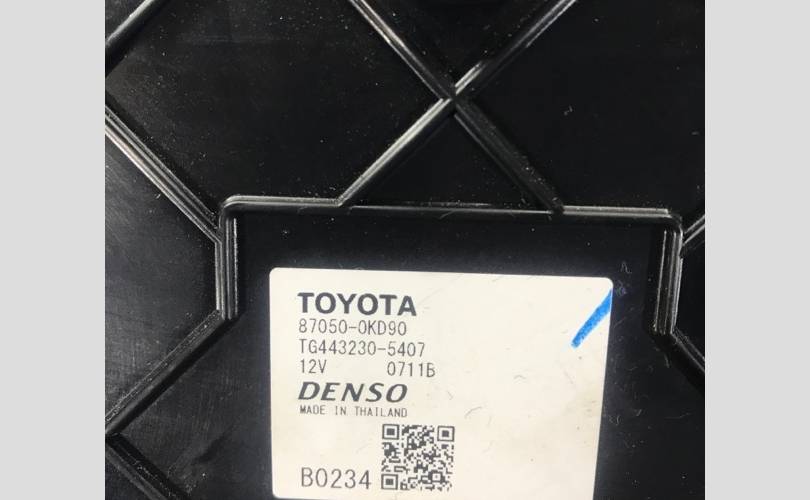 TOYOTA
87050-0KD90
TG443230-5407
12V 0711B
DENSO
MADE IN THAILAND
B0234